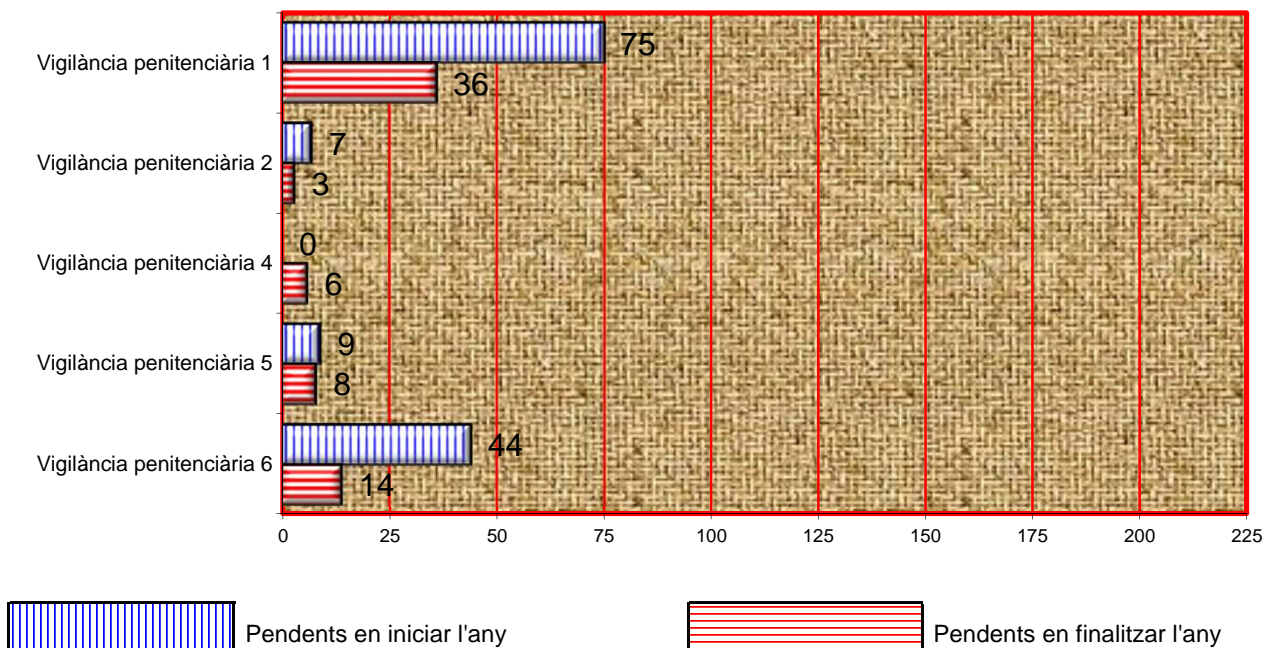 Vigilància penitenciària 1
75
36
Vigilància penitenciària 2
7
3
Vigilància penitenciària 4
0
6
Vigilància penitenciària 5
9
8
Vigilància penitenciària 6
44
14
0 25 50 75 100 125 150 175 200 225
Pendents en iniciar l'any Pendents en finalitzar l'any